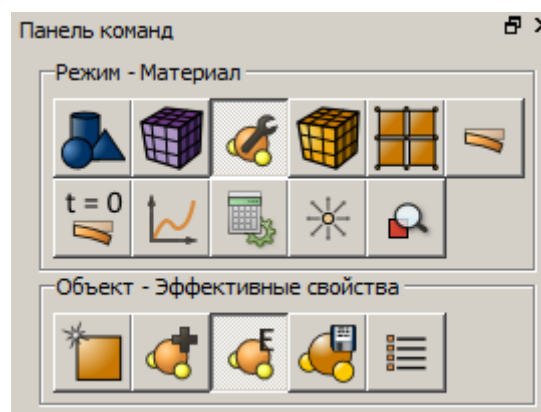 Панель команд
Режим - Материал
t = 0
Объект - Эффективные свойства
E